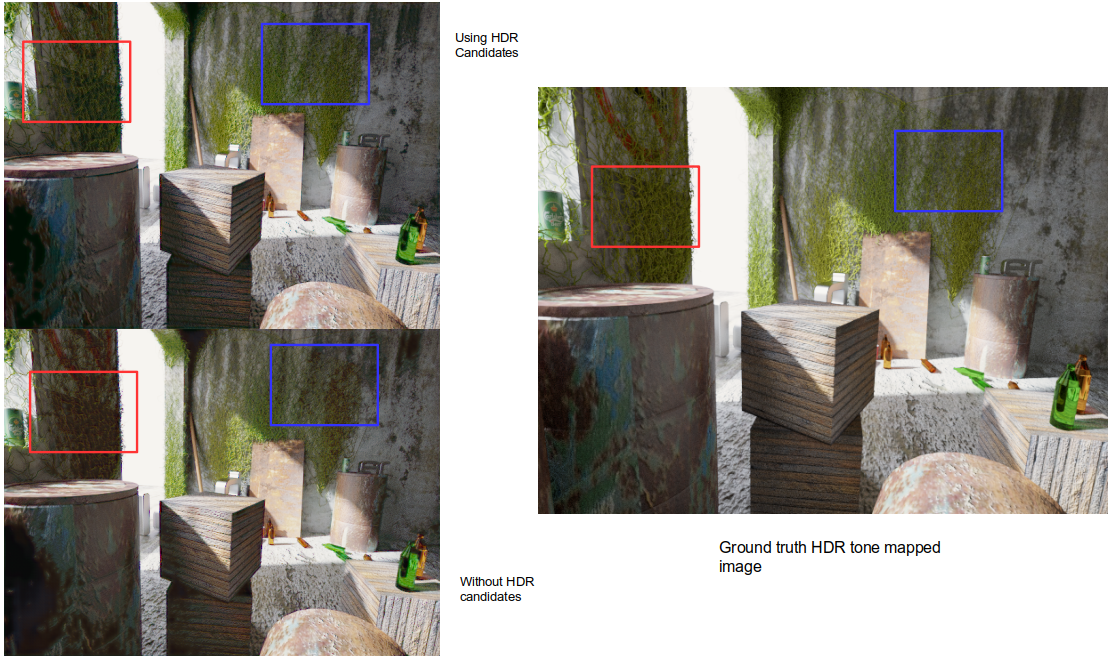 Using HDR
Candidates
Ground truth HDR tone mapped
image
Without HDR
candidates